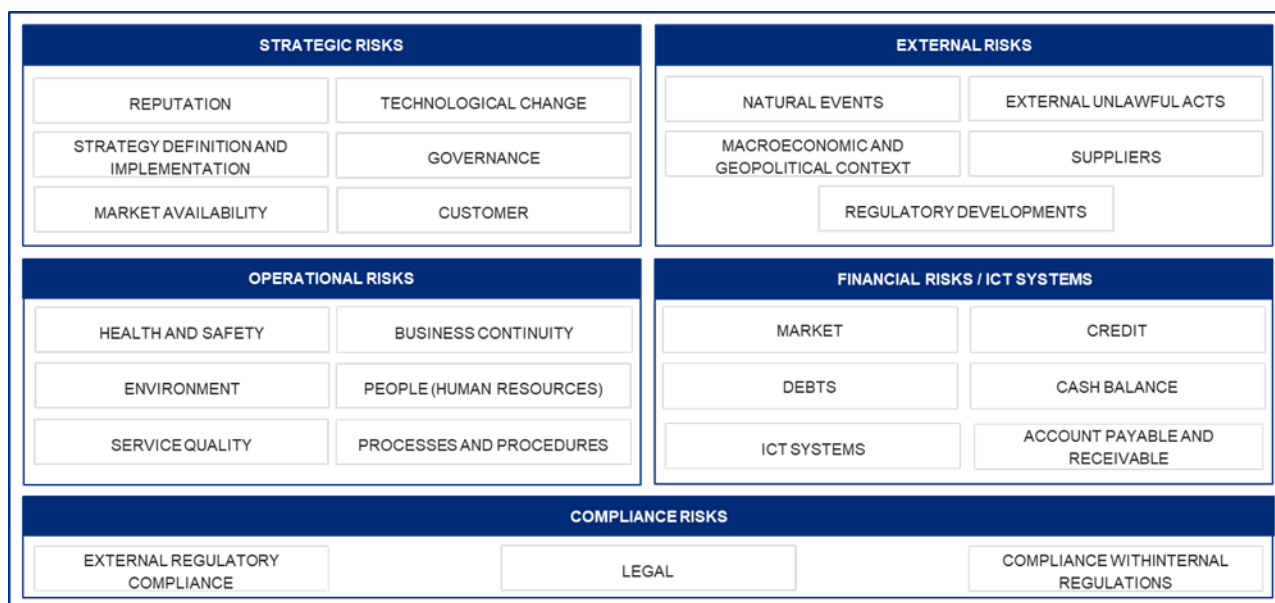 STRATEGIC RISKS
REPUTATION
TECHNOLOGICAL CHANGE
STRATEGY DEFINITION AND
IMPLEMENTATION
GOVERNANCE
MARKET AVAILABILITY
CUSTOMER
EXTERNAL RISKS
NATURAL EVENTS
EXTERNAL UNLAWFUL ACTS
MACROECONOMIC AND
GEOPOLITICAL CONTEXT
SUPPLIERS
REGULATORY DEVELOPMENTS
OPERATIONAL RISKS
HEALTH AND SAFETY
BUSINESS CONTINUITY
ENVIRONMENT
PEOPLE (HUMAN RESOURCES)
SERVICE QUALITY
PROCESSES AND PROCEDURES
FINANCIAL RISKS / ICT SYSTEMS
MARKET
CREDIT
DEBTS
CASH BALANCE
ICT SYSTEMS
ACCOUNT PAYABLE AND
RECEIVABLE
COMPLIANCE RISKS
EXTERNAL REGULATORY
COMPLIANCE
LEGAL
COMPLIANCE WITHINTERNAL
REGULATIONS